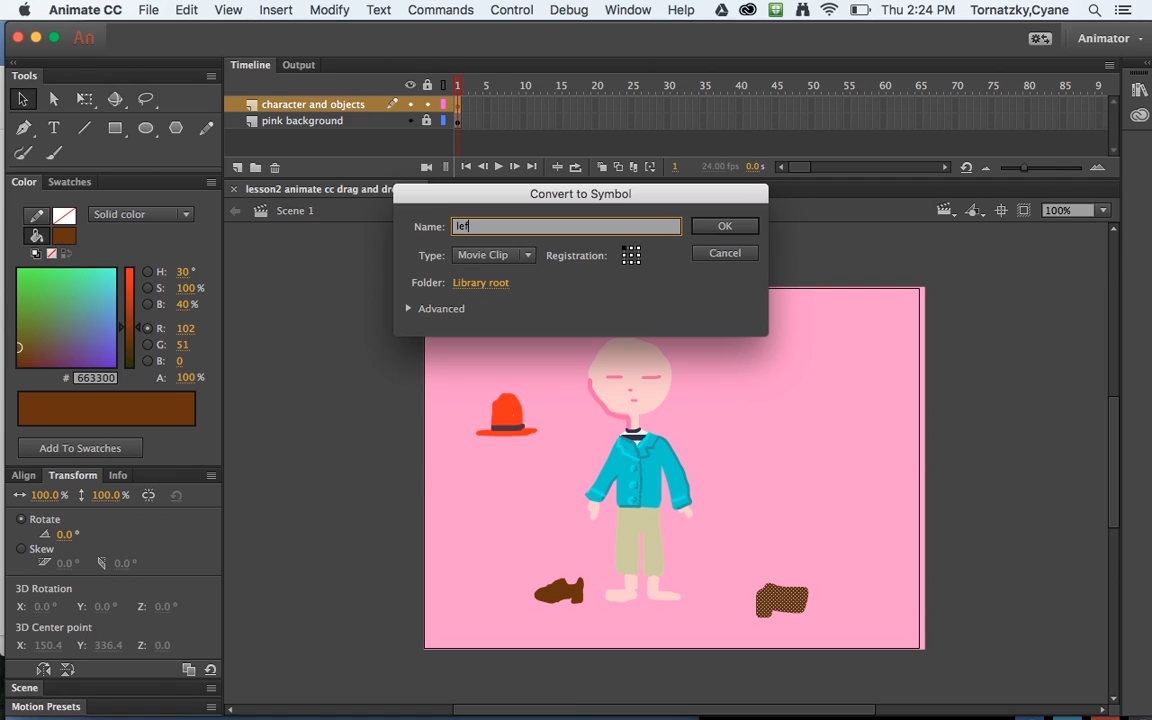 Animate CC File Edit View Insert Modify Text Commands Control Debug Window Help Thu 2:24 PM Tornatzky,Cyane
An Animator
Tools
Timeline Output
1 5 10 15 20 25 30 35 40 45 50 55 60 65 70 75 80 85 9
character and objects
pink background
1 24.00 fps 0.0 s
Color Swatches
lesson2 animate cc drag and dr
Scene 1
100%
Solid color
Convert to Symbol
Name: lef
OK
Type: Movie Clip
Registration:
Cancel
Folder: Library root
Advanced
H: 30 °
S: 100 %
B: 40 %
R: 102
G: 51
B: 0
# 663300
A: 100 %
Add To Swatches
Align Transform Info
100.0 % 100.0 %
Rotate
0.0 °
Skew
0.0 ° 0.0 °
3D Rotation
X: 0.0 ° Y: 0.0 ° Z: 0.0 °
3D Center point
X: 150.4 Y: 336.4 Z: 0.0
Scene
Motion Presets